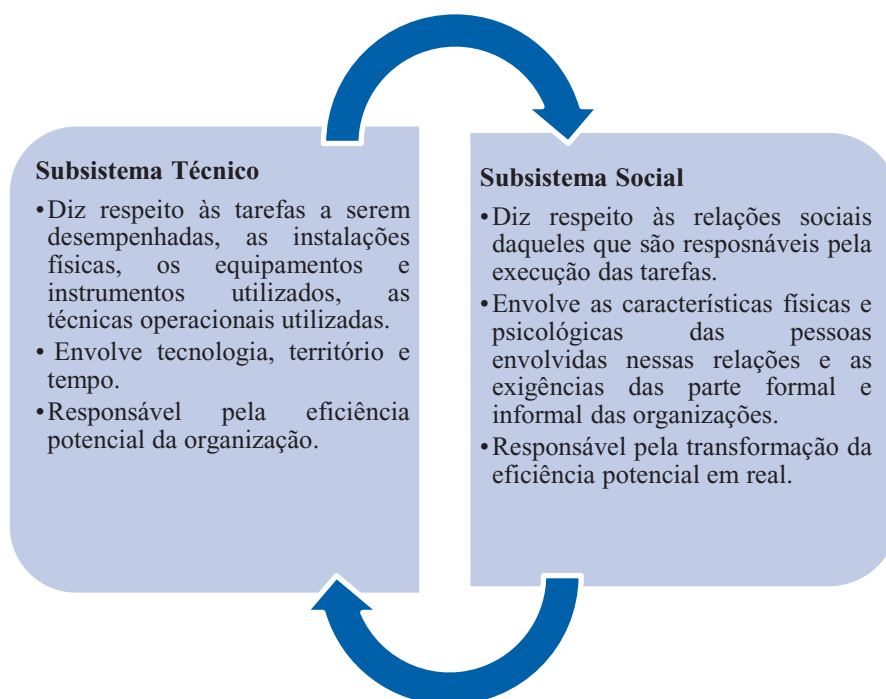 Subsistema Técnico
•Diz respeito às tarefas a serem
desempenhadas, as instalações
físicas, os equipamentos e
instrumentos utilizados, as
técnicas operacionais utilizadas.
• Envolve tecnologia, território e
tempo.
•Responsável pela eficiência
potencial da organização.
Subsistema Social
•Diz respeito às relações sociais
daqueles que são resposnáveis pela
execução das tarefas.
•Envolve as características físicas e
psicológicas das pessoas
envolvidas nessas relações e as
exigências das parte formal e
informal das organizações.
•Responsável pela transformação da
eficiência potencial em real.